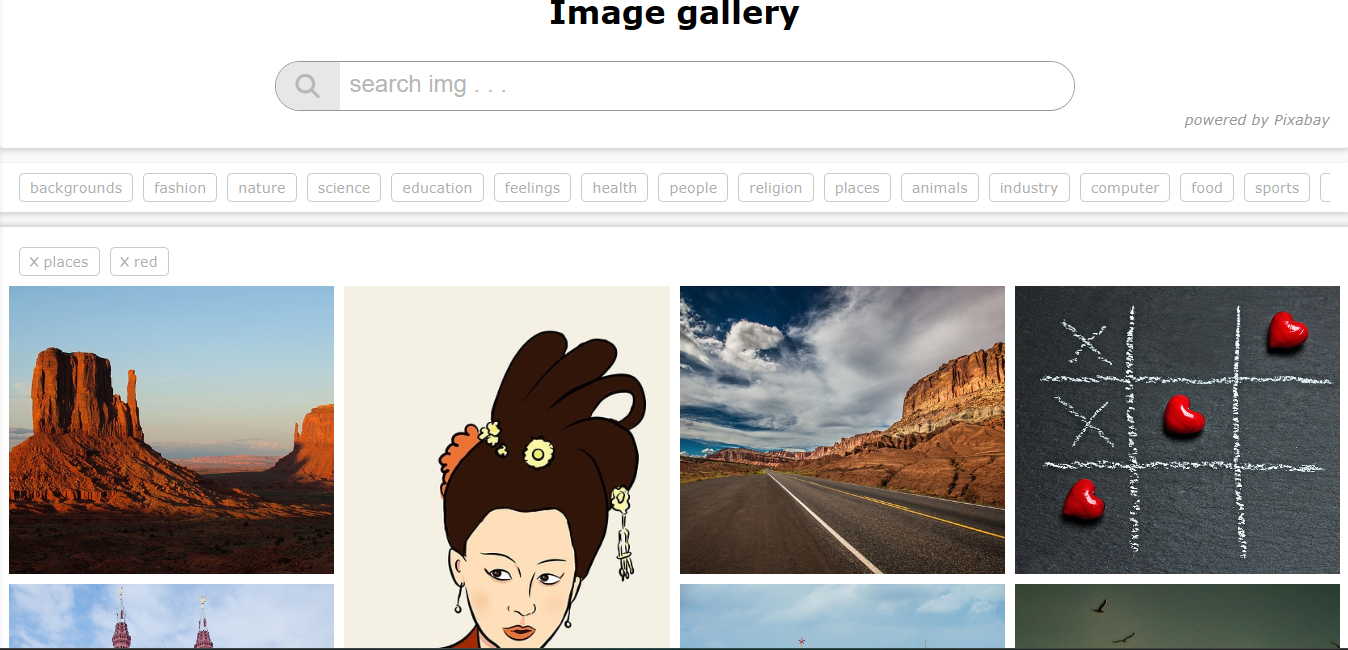 Image gallery
search img . . .
powered by Pixabay
backgrounds fashion nature science education feelings health people religion places animals industry computer food sports
X places X red